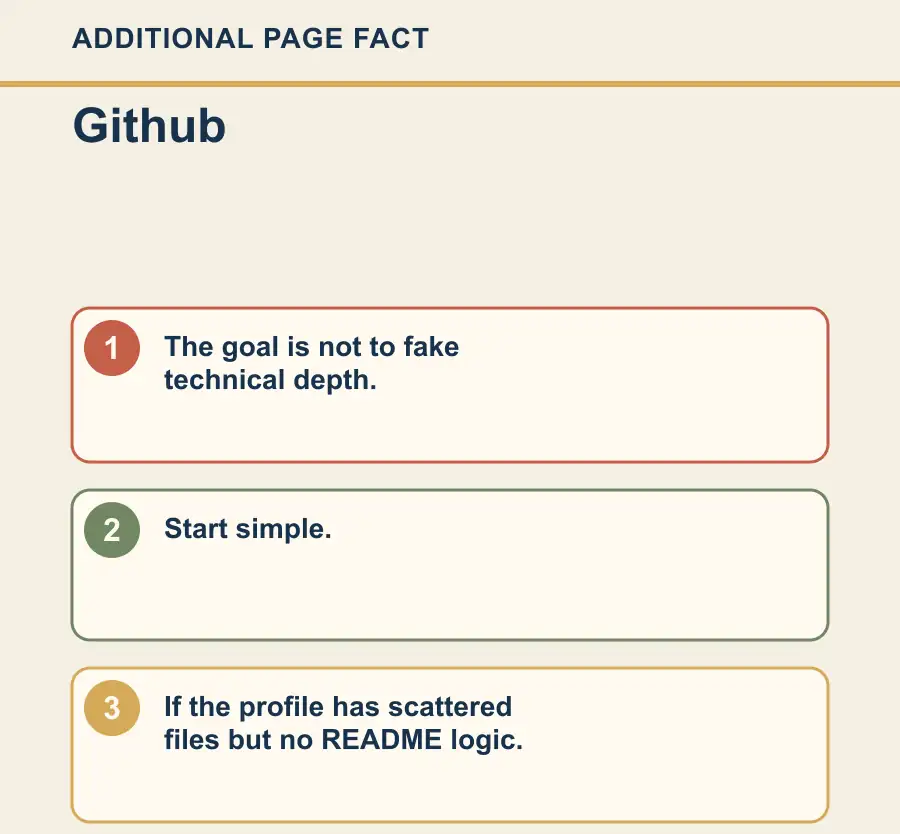 ADDITIONAL PAGE FACT
Github
1
The goal is not to fake
technical depth.
2
Start simple.
3
If the profile has scattered
files but no README logic.